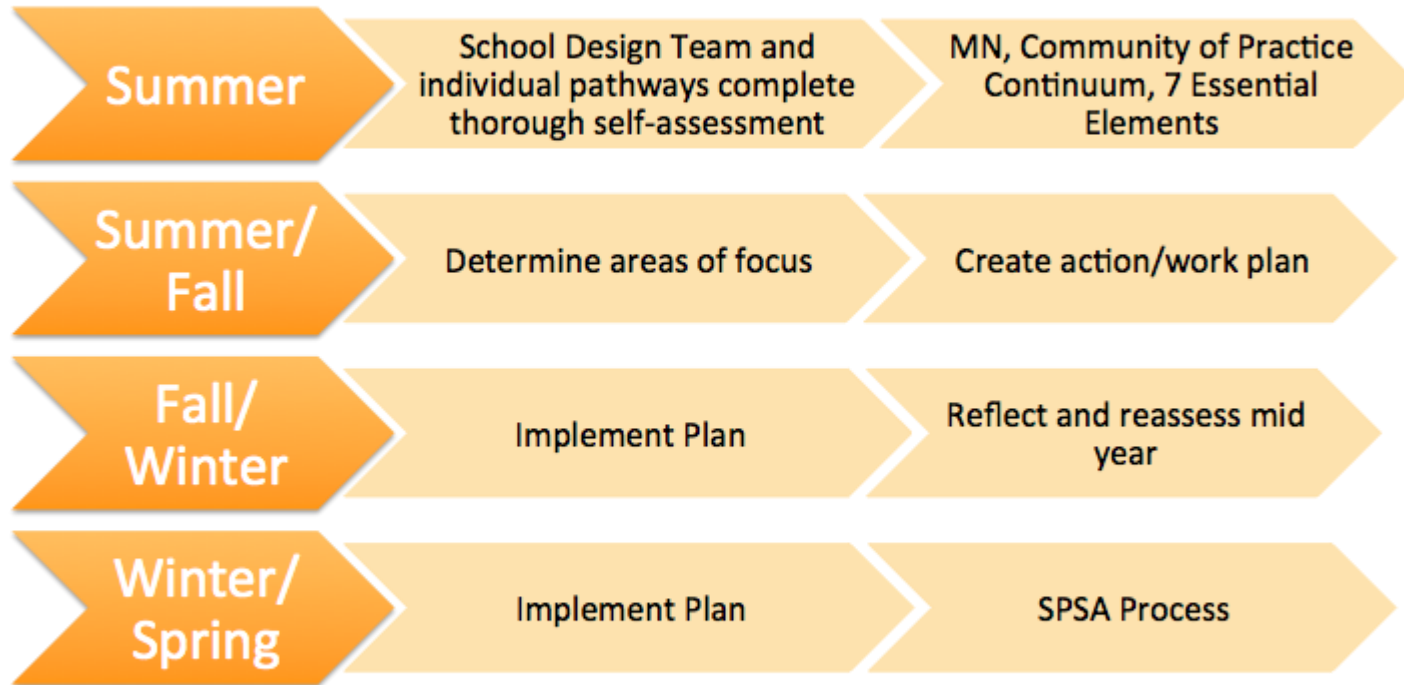 Summer
School Design Team and
individual pathways complete
thorough self-assessment
MN, Community of Practice
Continuum, 7 Essential
Elements
Summer/
Fall
Determine areas of focus
Create action/work plan
Fall/
Winter
Implement Plan
Reflect and reassess mid
year
Winter/
Spring
Implement Plan
SPSA Process